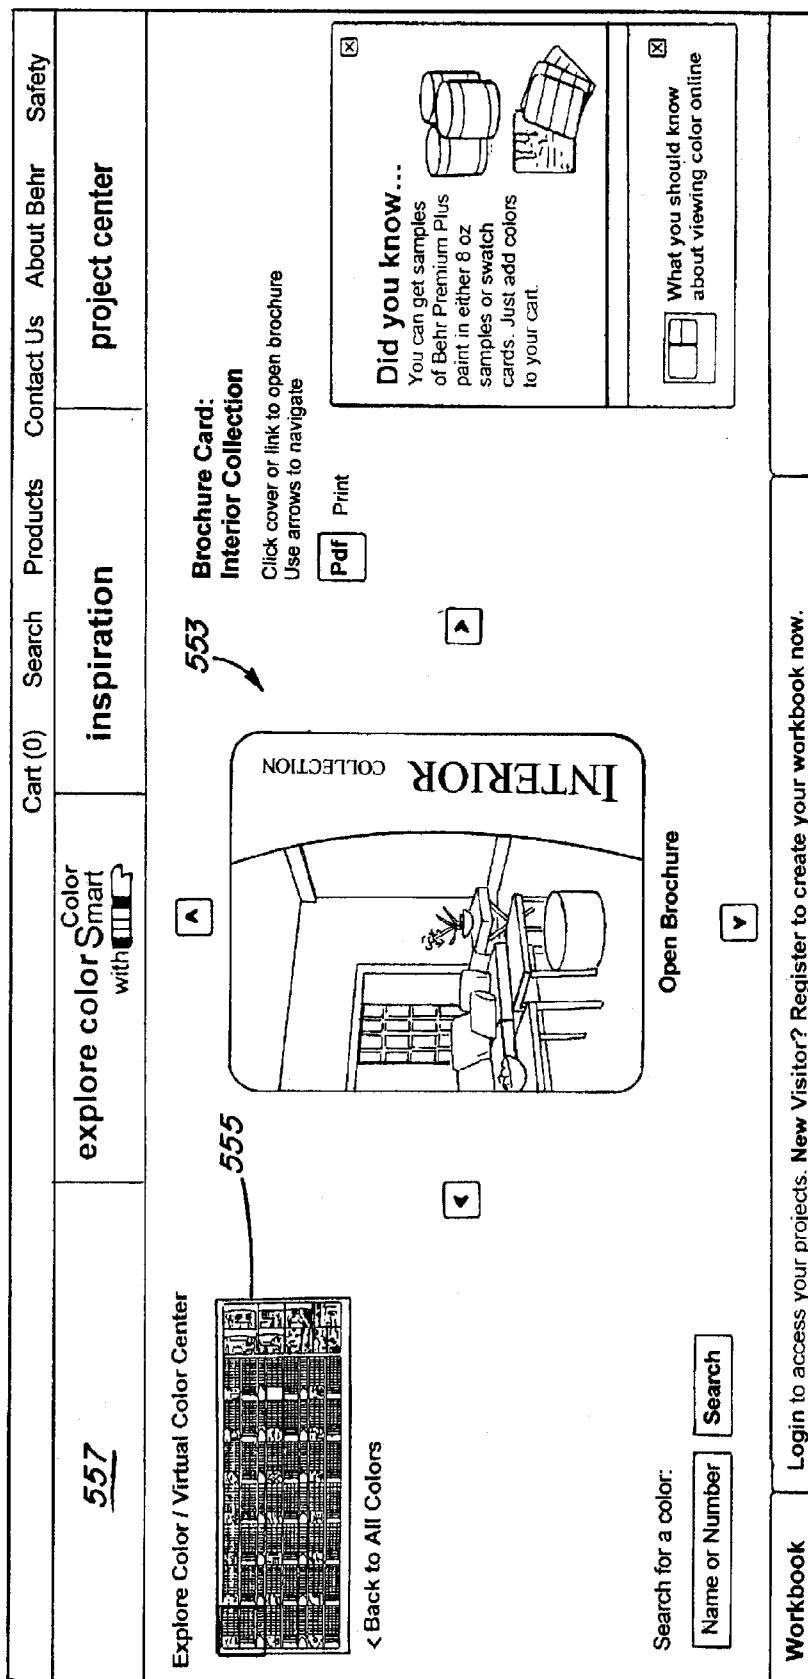 Cart (0) Search Products Contact Us About Behr Safety
557
explore color
Color
Smart
with
inspiration
project center
Explore Color / Virtual Color Center
555
< Back to All Colors
Search for a color:
Name or Number
Search
553
INTERIOR
COLLECTION
Open Brochure
Brochure Card:
Interior Collection
Click cover or link to open brochure
Use arrows to navigate
Pdf Print
Did you know...
You can get samples
of Behr Premium Plus
paint in either 8 oz
samples or swatch
cards. Just add colors
to your cart.
What you should know
about viewing color online
Workbook
Login to access your projects. New Visitor? Register to create your workbook now.